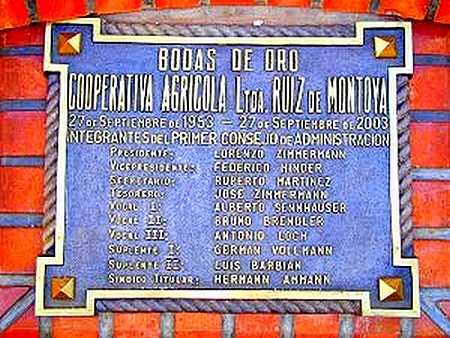 BODAS DE ORO
COOPERATIVA AGRICOLA LTDA. RUIZ DE MONTOYA
27 DE SEPTIEMBRE DE 1953 — 27 DE SEPTIEMBRE DE 2003
INTEGRANTES DEL PRIMER CONSEJO DE ADMINISTRACION
PRESIDENTE: LORENZO ZIMMERMANN
VICEPRESIDENTE: FEDERICO HINDER
SECRETARIO: RUPERTO MARTINEZ
TESORERO: JOSE ZIMMERMANN
VOCAL I: ALBERTO SENNHAUSER
VOCAL II: BRUNO BRENDLER
VOCAL III: ANTONIO LOCH
SUPLENTE I: GERMAN VOLLMANN
SUPLENTE II: LUIS BARBIAN
SINDICO TITULAR: HERMANN AMMANN